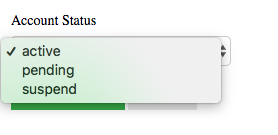 Account Status
✓ active
pending
suspend